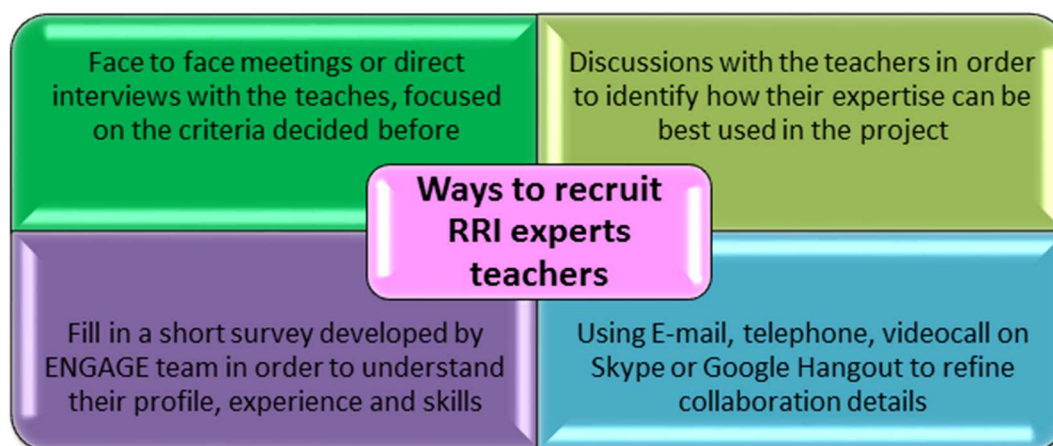 Face to face meetings or direct
interviews with the teaches, focused
on the criteria decided before
Discussions with the teachers in order
to identify how their expertise can be
best used in the project
Ways to recruit
RRI experts
teachers
Fill in a short survey developed by
ENGAGE team in order to understand
their profile, experience and skills
Using E-mail, telephone, videocall on
Skype or Google Hangout to refine
collaboration details